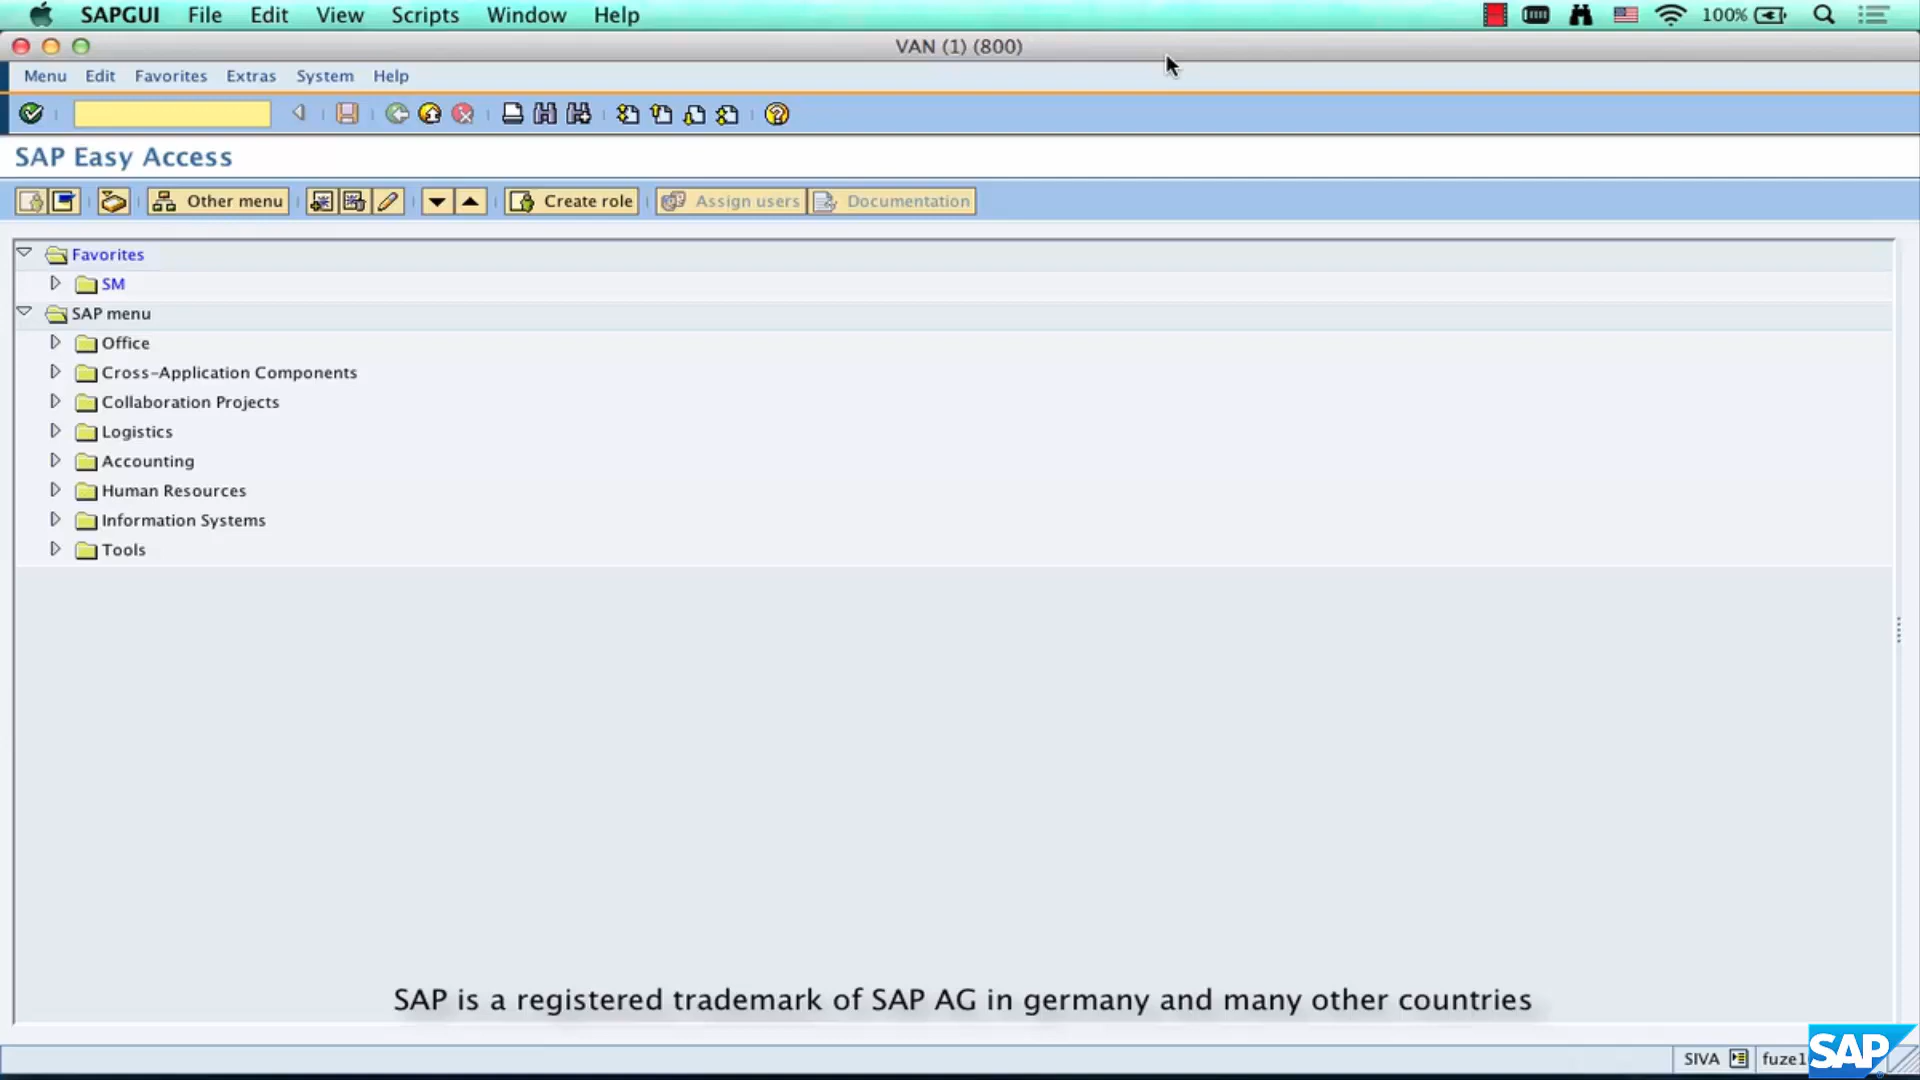 SAPGUI File Edit View Scripts Window Help 100%
VAN (1) (800)
Menu Edit Favorites Extras System Help
SAP Easy Access
Other menu Create role Assign users Documentation
Favorites
SM
SAP menu
Office
Cross-Application Components
Collaboration Projects
Logistics
Accounting
Human Resources
Information Systems
Tools
SAP is a registered trademark of SAP AG in germany and many other countries
SIVA fuze1 SAP